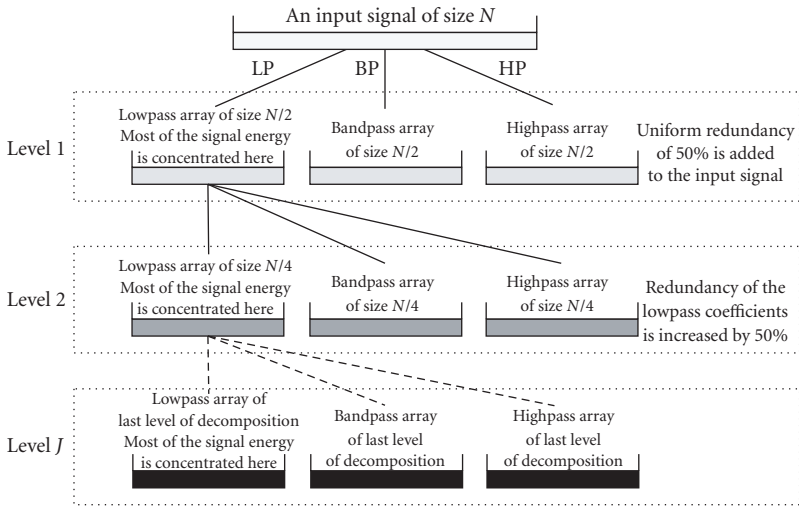 An input signal of size N
LP
BP
HP
Level 1
Lowpass array of size N/2
Most of the signal energy
is concentrated here
Bandpass array
of size N/2
Highpass array
of size N/2
Uniform redundancy
of 50% is added
to the input signal
Level 2
Lowpass array of size N/4
Most of the signal energy
is concentrated here
Bandpass array
of size N/4
Highpass array
of size N/4
Redundancy of the
lowpass coefficients
is increased by 50%
Level J
Lowpass array of
last level of decomposition
Most of the signal energy
is concentrated here
Bandpass array
of last level
of decomposition
Highpass array
of last level
of decomposition